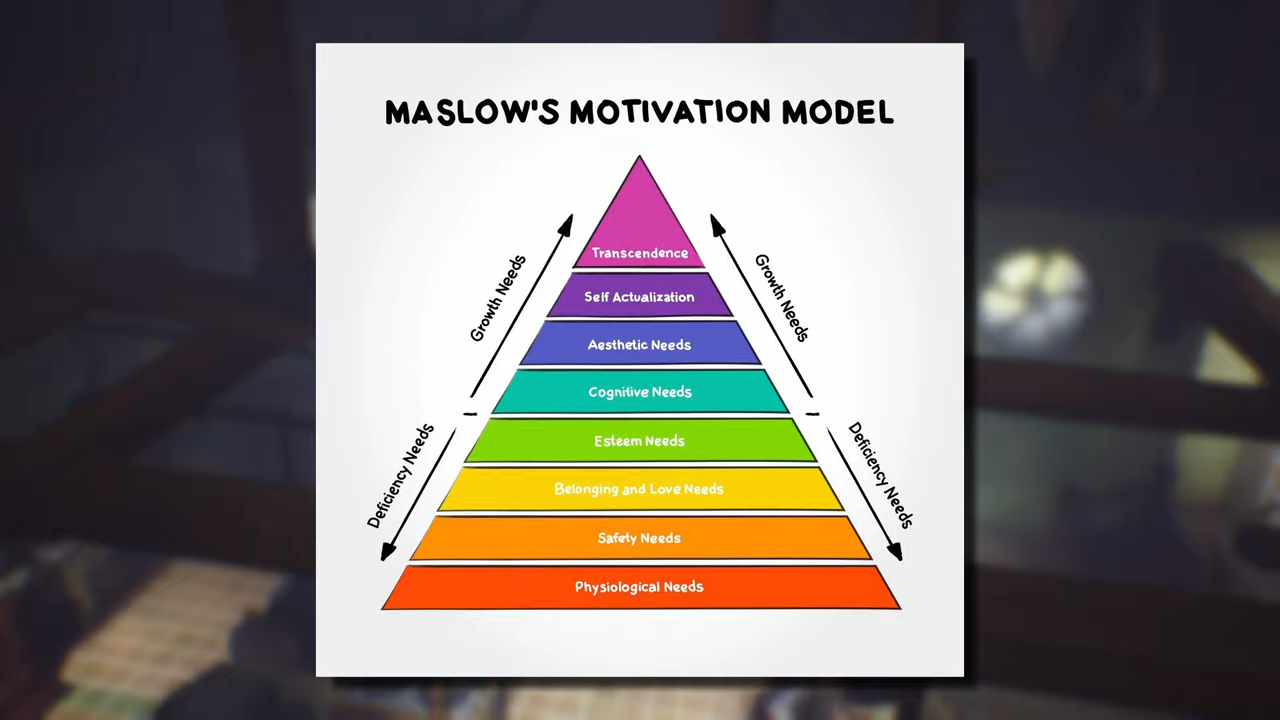 MASLOW'S MOTIVATION MODEL
Transcendence
Self Actualization
Aesthetic Needs
Cognitive Needs
Esteem Needs
Belonging and Love Needs
Safety Needs
Physiological Needs
Growth Needs
Deficiency Needs
Growth Needs
Deficiency Needs